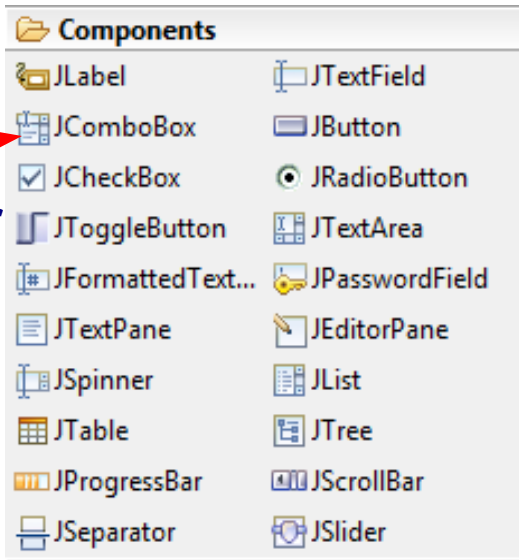 Components
JLabel JTextField
JComboBox JButton
JCheckBox JRadioButton
JToggleButton JTextArea
JFormattedText... JPasswordField
JTextPane JEditorPane
JSpinner JList
JTable JTree
JProgressBar JScrollBar
JSeparator JSlider